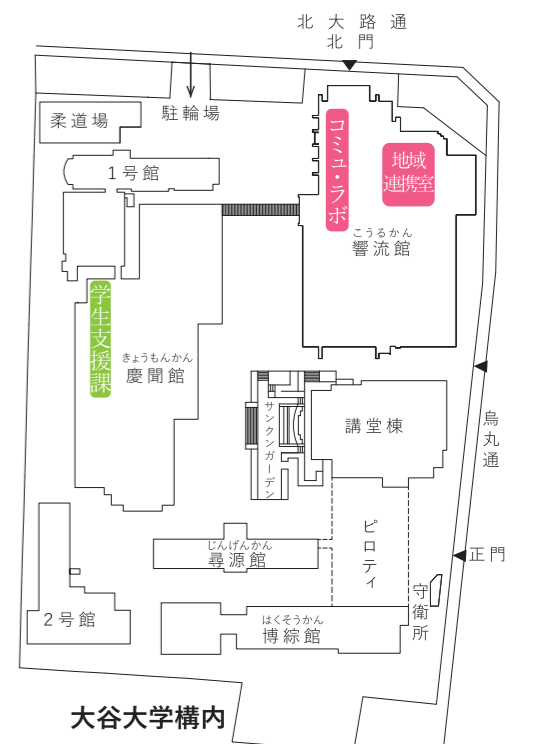 北大路通
北門
柔道場
駐輪場
コミュ・ラボ
地域
連携室
1号館
こうるかん
響流館
学生支援課
きょうもんかん
慶聞館
サンクンガーデン
講堂棟
烏丸通
ピロティ
正門
じんげんかん
尋源館
守衛所
2号館
はくそうかん
博綜館
大谷大学構内